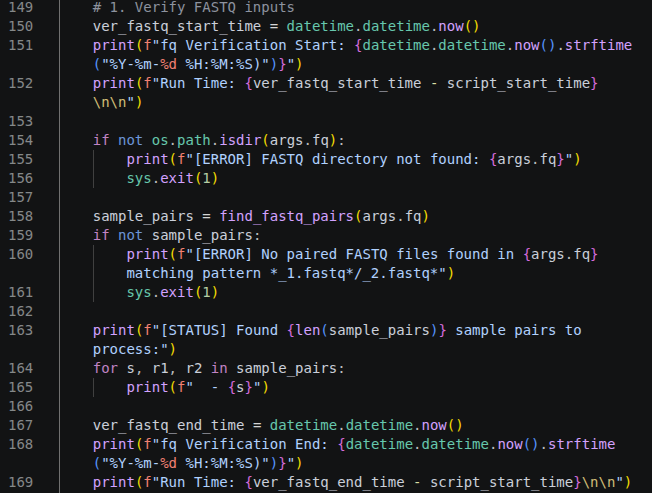 149 # 1. Verify FASTQ inputs
150 ver_fastq_start_time = datetime.datetime.now()
151 print(f"fq Verification Start: {datetime.datetime.now().strftime
("%Y-%m-%d %H:%M:%S)")}")
152 print(f"Run Time: {ver_fastq_start_time - script_start_time}
\n\n")
153
154 if not os.path.isdir(args.fq):
155 print(f"[ERROR] FASTQ directory not found: {args.fq}")
156 sys.exit(1)
157
158 sample_pairs = find_fastq_pairs(args.fq)
159 if not sample_pairs:
160 print(f"[ERROR] No paired FASTQ files found in {args.fq}
matching pattern *_1.fastq*/_2.fastq*")
161 sys.exit(1)
162
163 print(f"[STATUS] Found {len(sample_pairs)} sample pairs to
process:")
164 for s, r1, r2 in sample_pairs:
165 print(f"  - {s}")
166
167 ver_fastq_end_time = datetime.datetime.now()
168 print(f"fq Verification End: {datetime.datetime.now().strftime
("%Y-%m-%d %H:%M:%S)")}")
169 print(f"Run Time: {ver_fastq_end_time - script_start_time}\n\n")